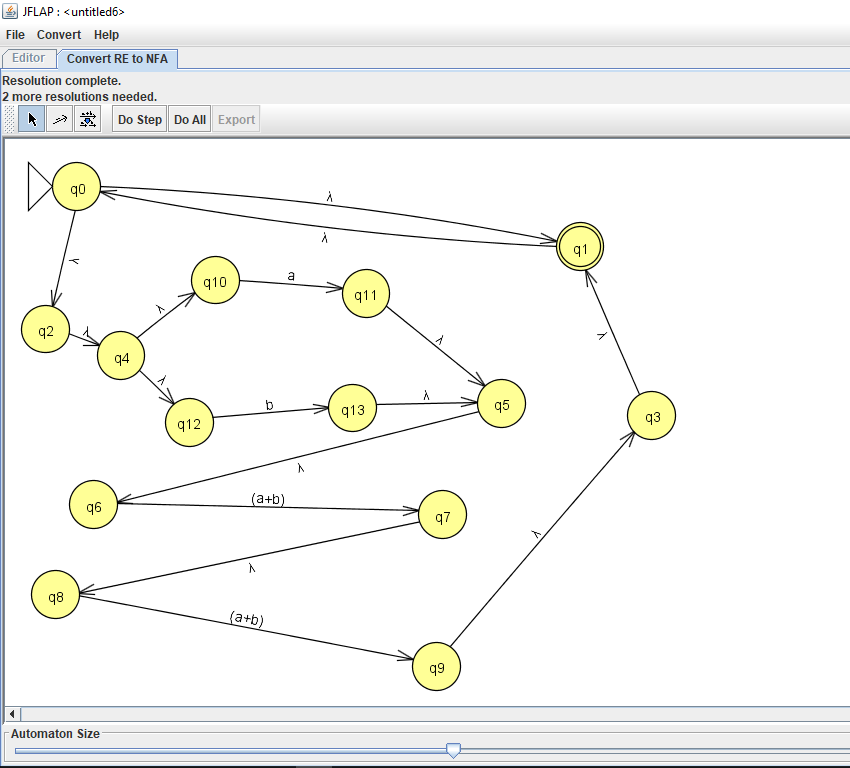 JFLAP : <untitled6>
File Convert Help
Editor Convert RE to NFA
Resolution complete.
2 more resolutions needed.
Do Step Do All Export
q0
λ
λ
q1
λ
q10
a
q11
q2
λ
λ
q4
λ
λ
λ
q12
b
q13
λ
q5
q3
λ
q6
(a+b)
q7
λ
λ
q8
(a+b)
q9
Automaton Size